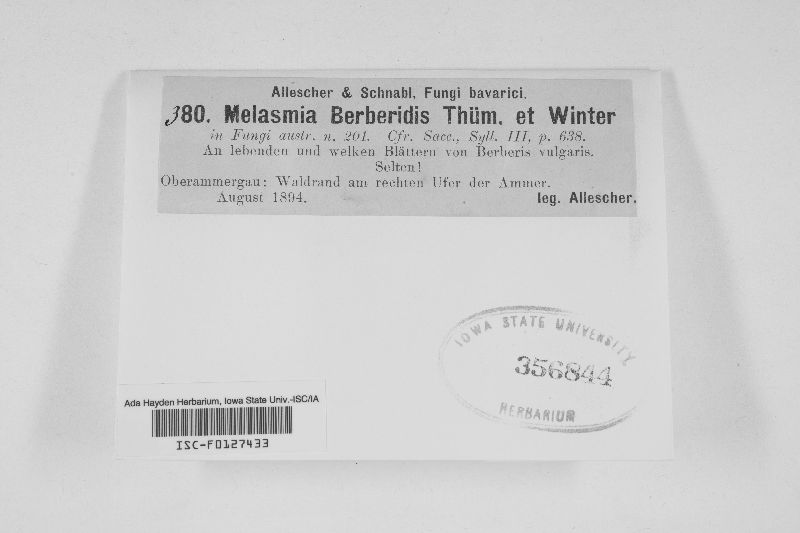 Allescher & Schnabl, Fungi bavarici.
380. Melasmia Berberidis Thüm. et Winter
in Fungi austr. n. 201. Cfr. Sacc., Syll. III, p. 638.
An lebenden und welken Blättern von Berberis vulgaris.
Selten!
Oberammergau: Waldrand am rechten Ufer der Ammer.
August 1894. leg. Allescher.
IOWA STATE UNIVERSITY
356844
HERBARIUM
Ada Hayden Herbarium, Iowa State Univ.-ISC/IA
ISC-F0127433